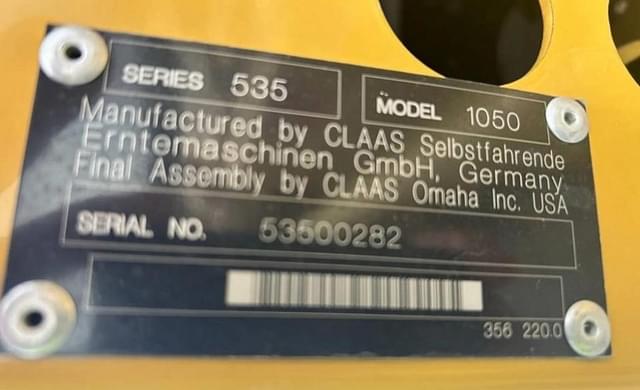 SERIES 535 MODEL 1050
Manufactured by CLAAS Selbstfahrende
Erntemaschinen GmbH, Germany
Final Assembly by CLAAS Omaha Inc. USA
SERIAL NO. 53500282
356 220.0